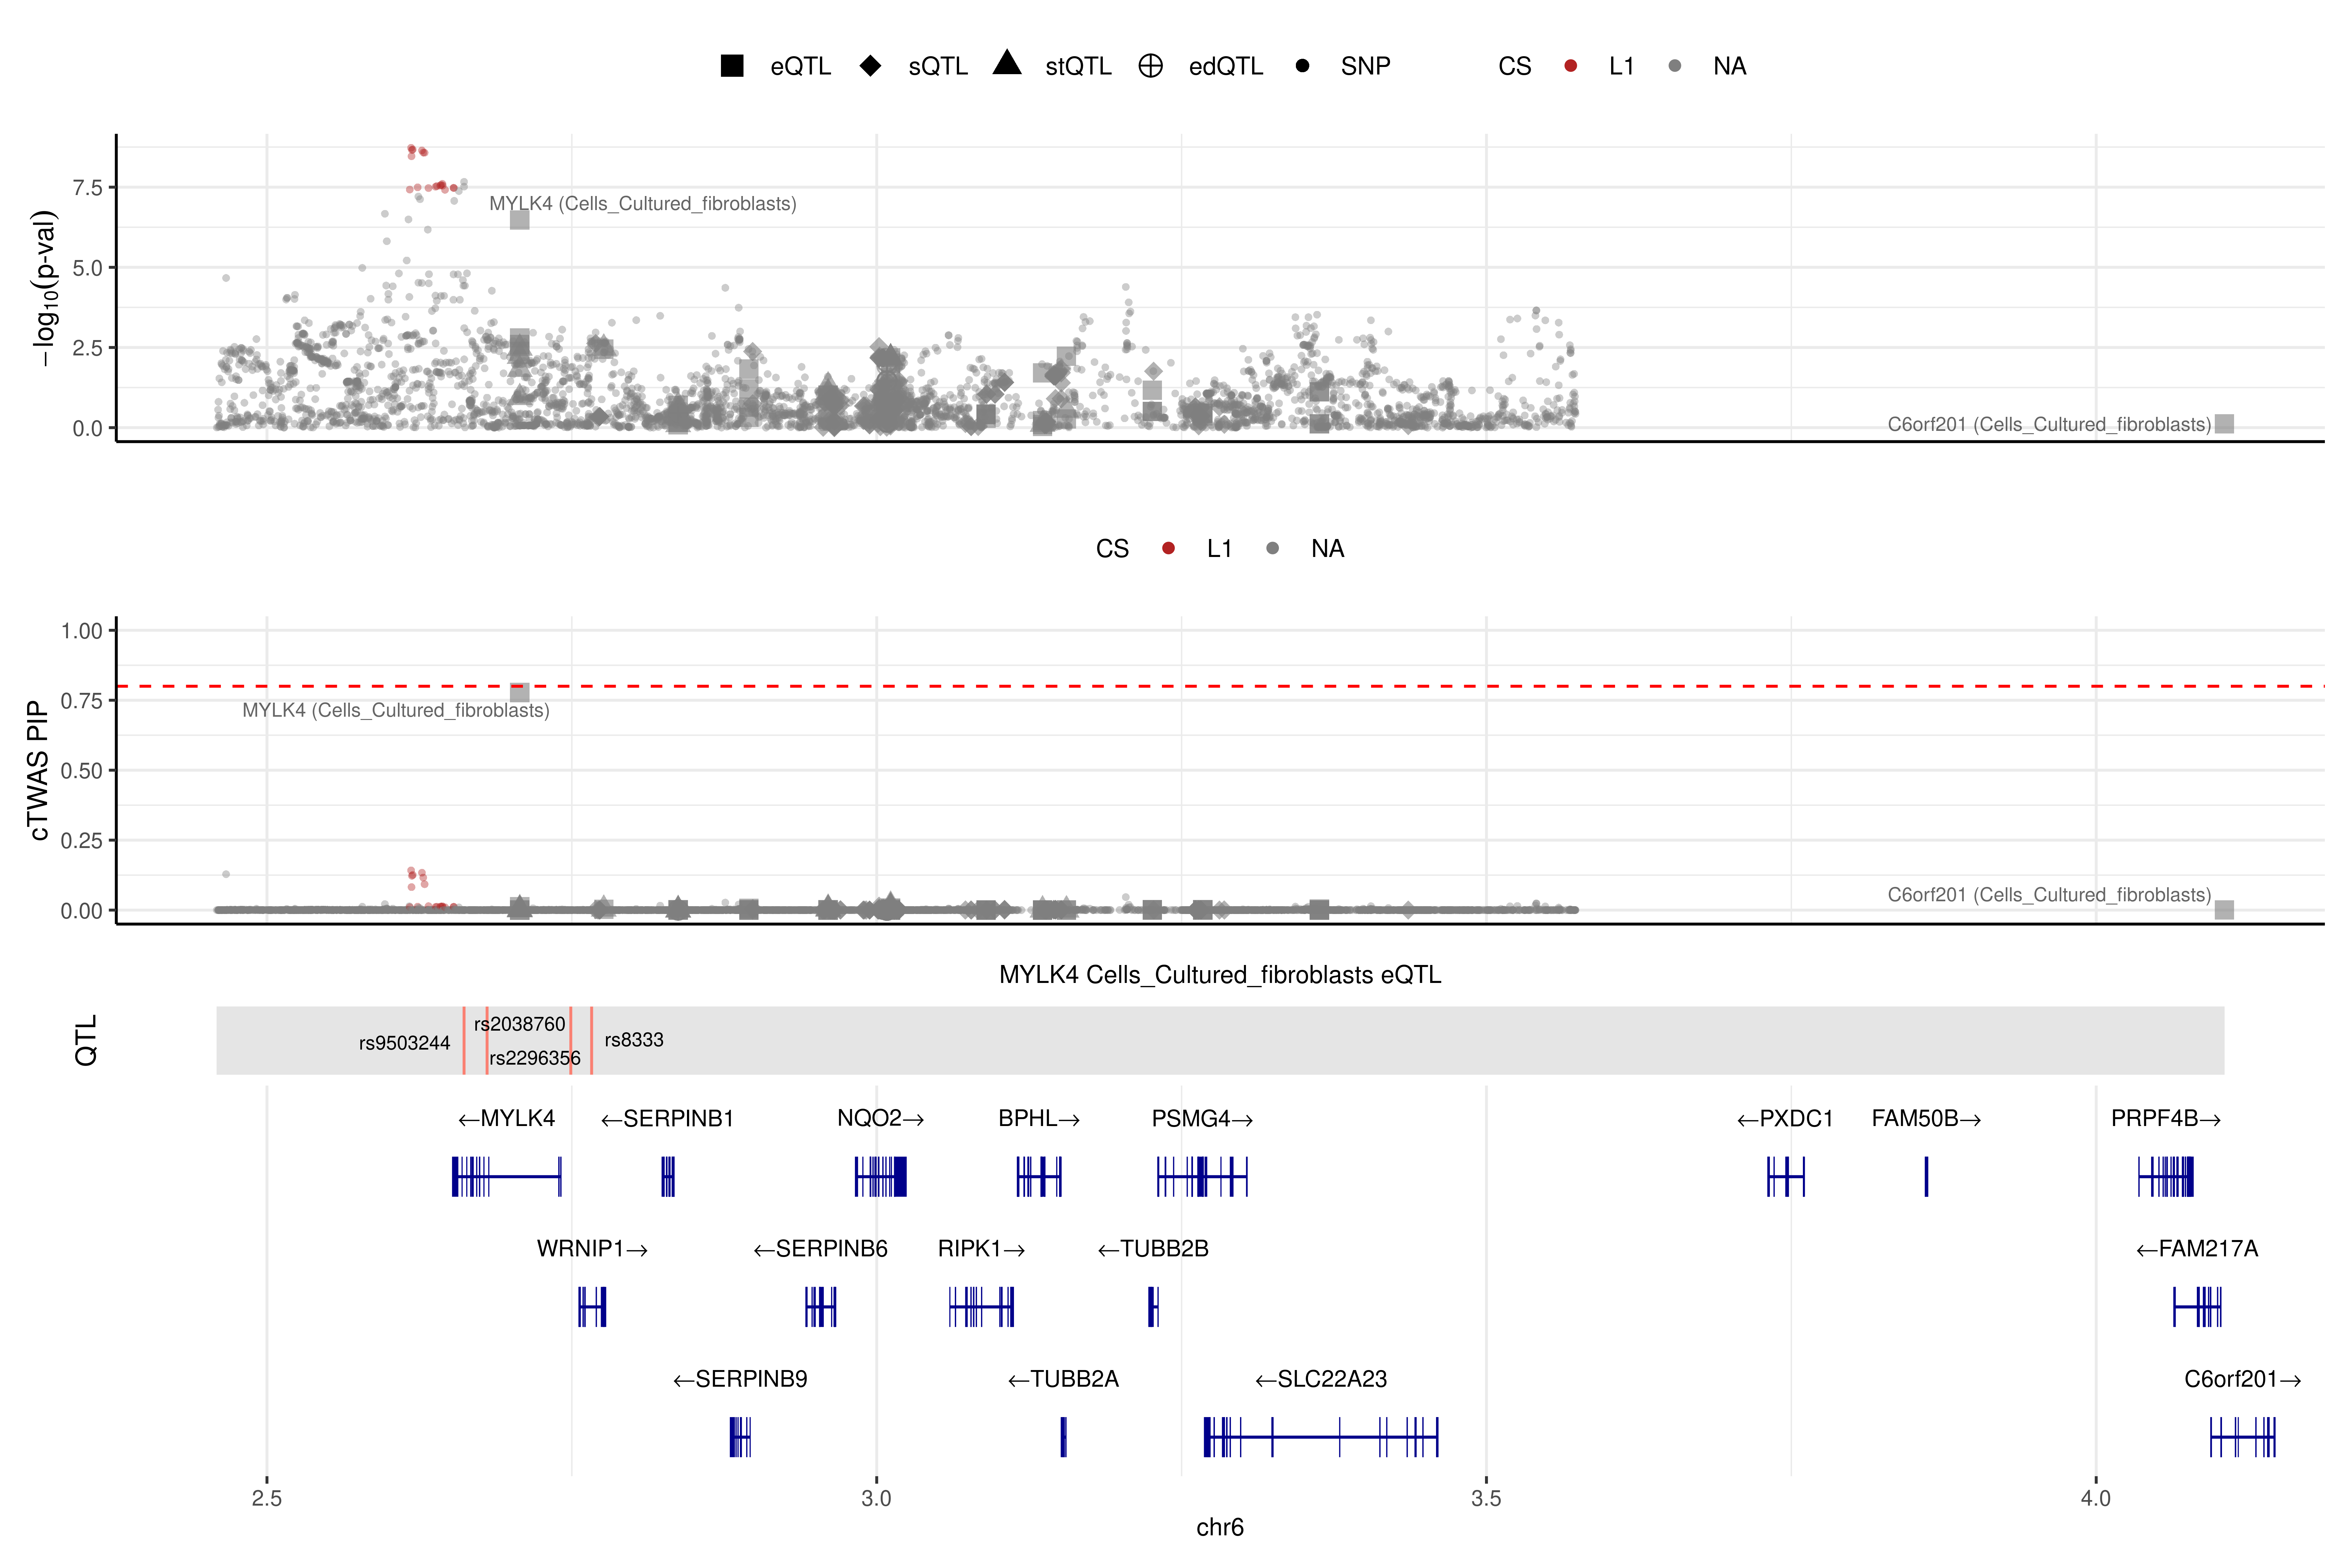 eQTL sQTL stQTL edQTL SNP CS L1 NA
−log10(p-val)
7.5
5.0
2.5
0.0
MYLK4 (Cells_Cultured_fibroblasts)
C6orf201 (Cells_Cultured_fibroblasts)
CS L1 NA
cTWAS PIP
1.00
0.75
0.50
0.25
0.00
MYLK4 (Cells_Cultured_fibroblasts)
C6orf201 (Cells_Cultured_fibroblasts)
MYLK4 Cells_Cultured_fibroblasts eQTL
QTL
rs9503244
rs2038760
rs2296356
rs8333
←MYLK4 ←SERPINB1 NQO2→ BPHL→ PSMG4→ ←PXDC1 FAM50B→ PRPF4B→
WRNIP1→ ←SERPINB6 RIPK1→ ←TUBB2B ←FAM217A
←SERPINB9 ←TUBB2A ←SLC22A23 C6orf201→
2.5 3.0 3.5 4.0
chr6